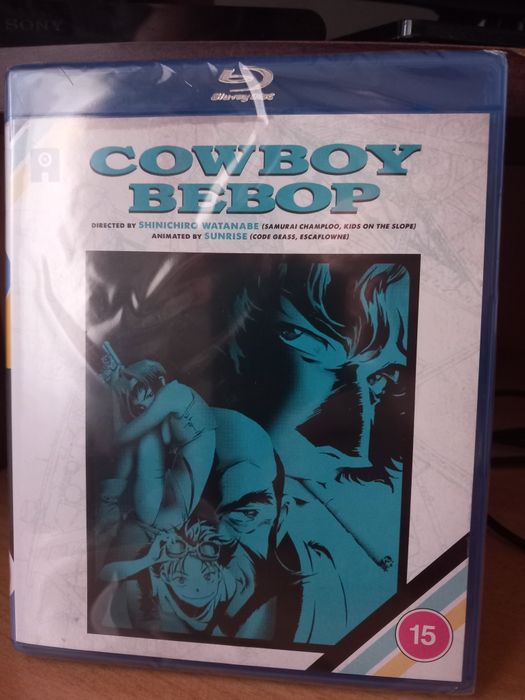 SONY
Blu-ray Disc
COWBOY
BEBOP
DIRECTED BY SHINICHIRO WATANABE (SAMURAI CHAMPLOO, KIDS ON THE SLOPE)
ANIMATED BY SUNRISE (CODE GEASS, ESCAFLOWNE)
15